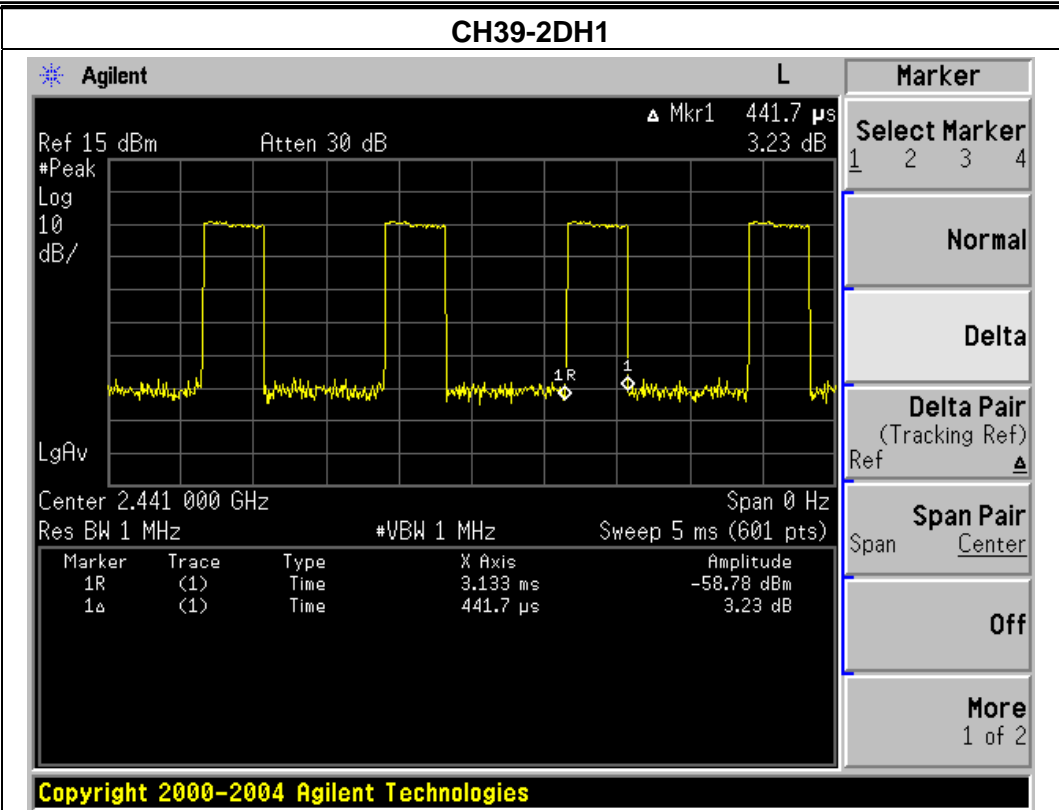 CH39-2DH1
Agilent L Marker
Δ Mkr1 441.7 µs
Ref 15 dBm Atten 30 dB 3.23 dB
#Peak
Log
10
dB/
1R
1
LgAv
Center 2.441 000 GHz Span 0 Hz
Res BW 1 MHz #VBW 1 MHz Sweep 5 ms (601 pts)
Marker Trace Type X Axis Amplitude
1R (1) Time 3.133 ms -58.78 dBm
1Δ (1) Time 441.7 µs 3.23 dB
Select Marker
1 2 3 4
Normal
Delta
Delta Pair
(Tracking Ref)
Ref Δ
Span Pair
Span Center
Off
More
1 of 2
Copyright 2000-2004 Agilent Technologies